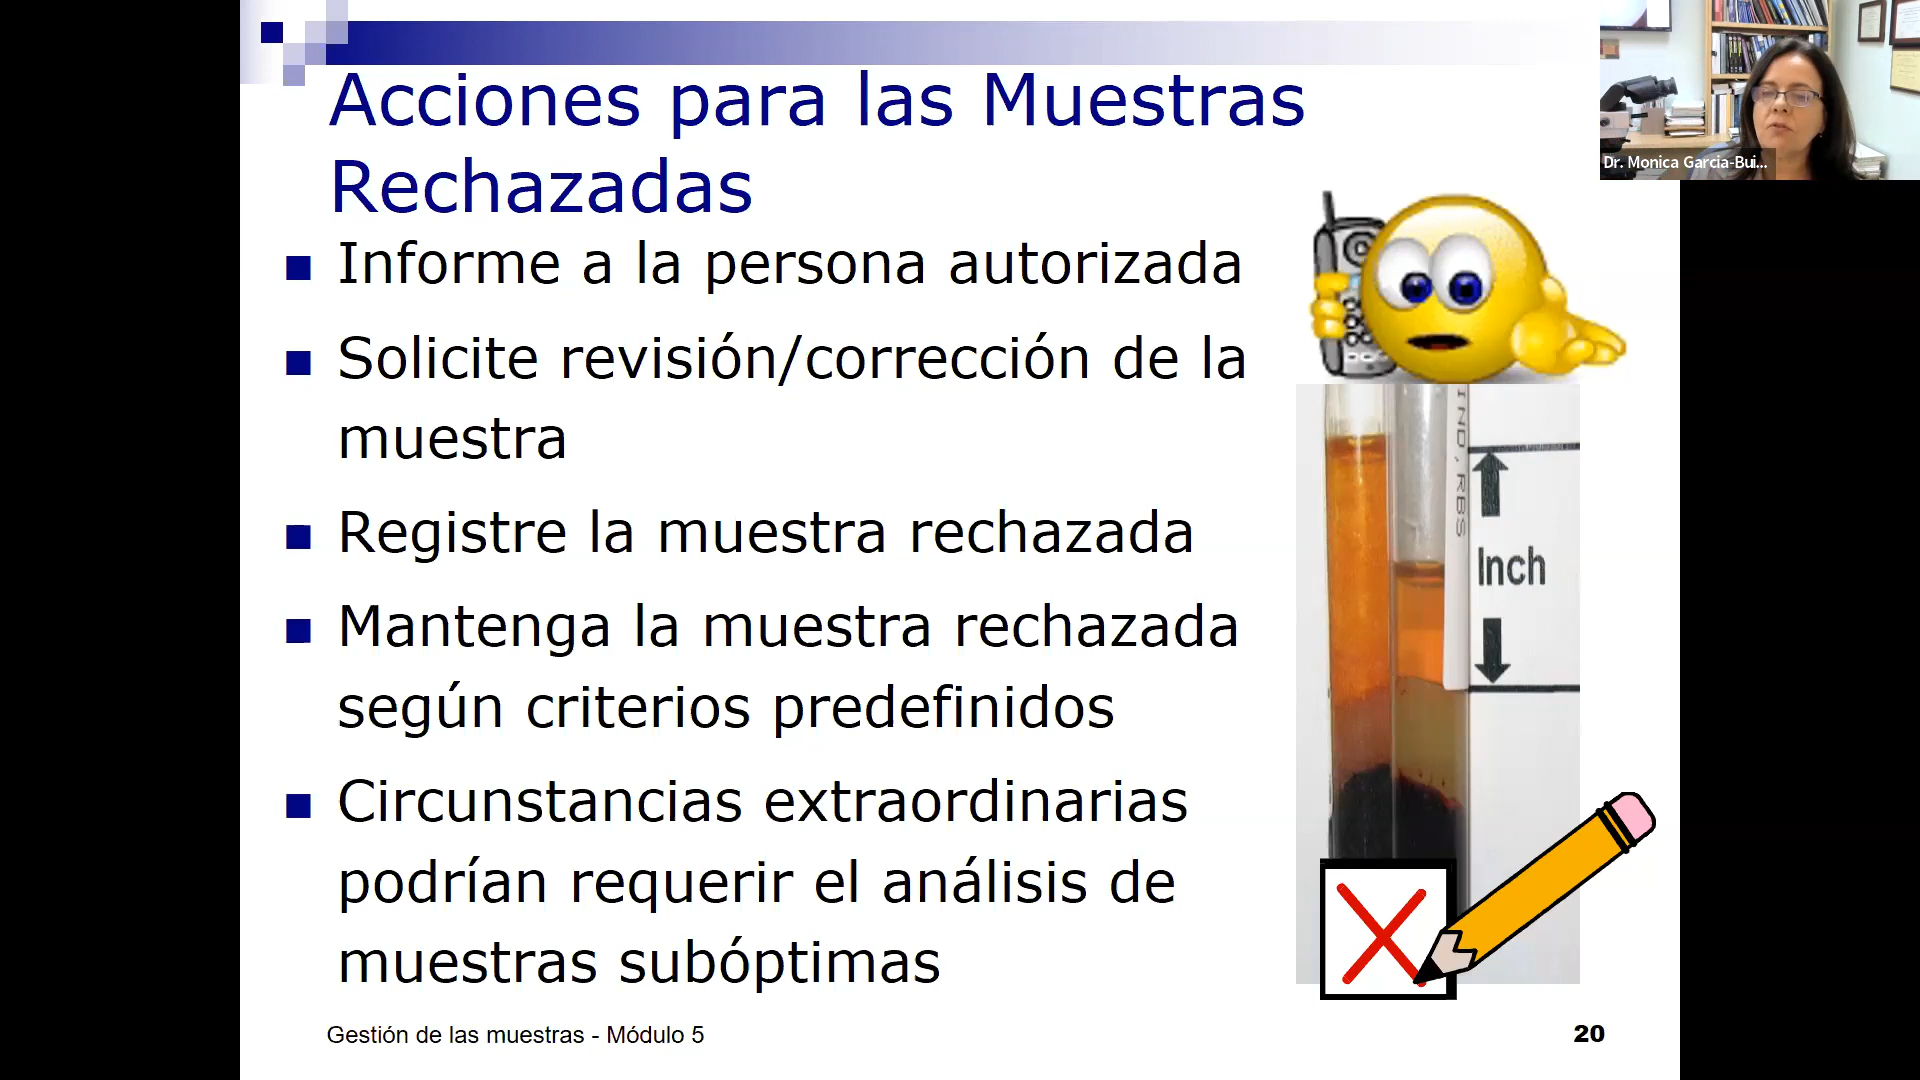 Acciones para las Muestras
Rechazadas
Informe a la persona autorizada
Solicite revisión/corrección de la
muestra
Registre la muestra rechazada
Mantenga la muestra rechazada
según criterios predefinidos
Circunstancias extraordinarias
podrían requerir el análisis de
muestras subóptimas
IND, RBS
Inch
Gestión de las muestras - Módulo 5
20
Dr. Monica Garcia-Bui...